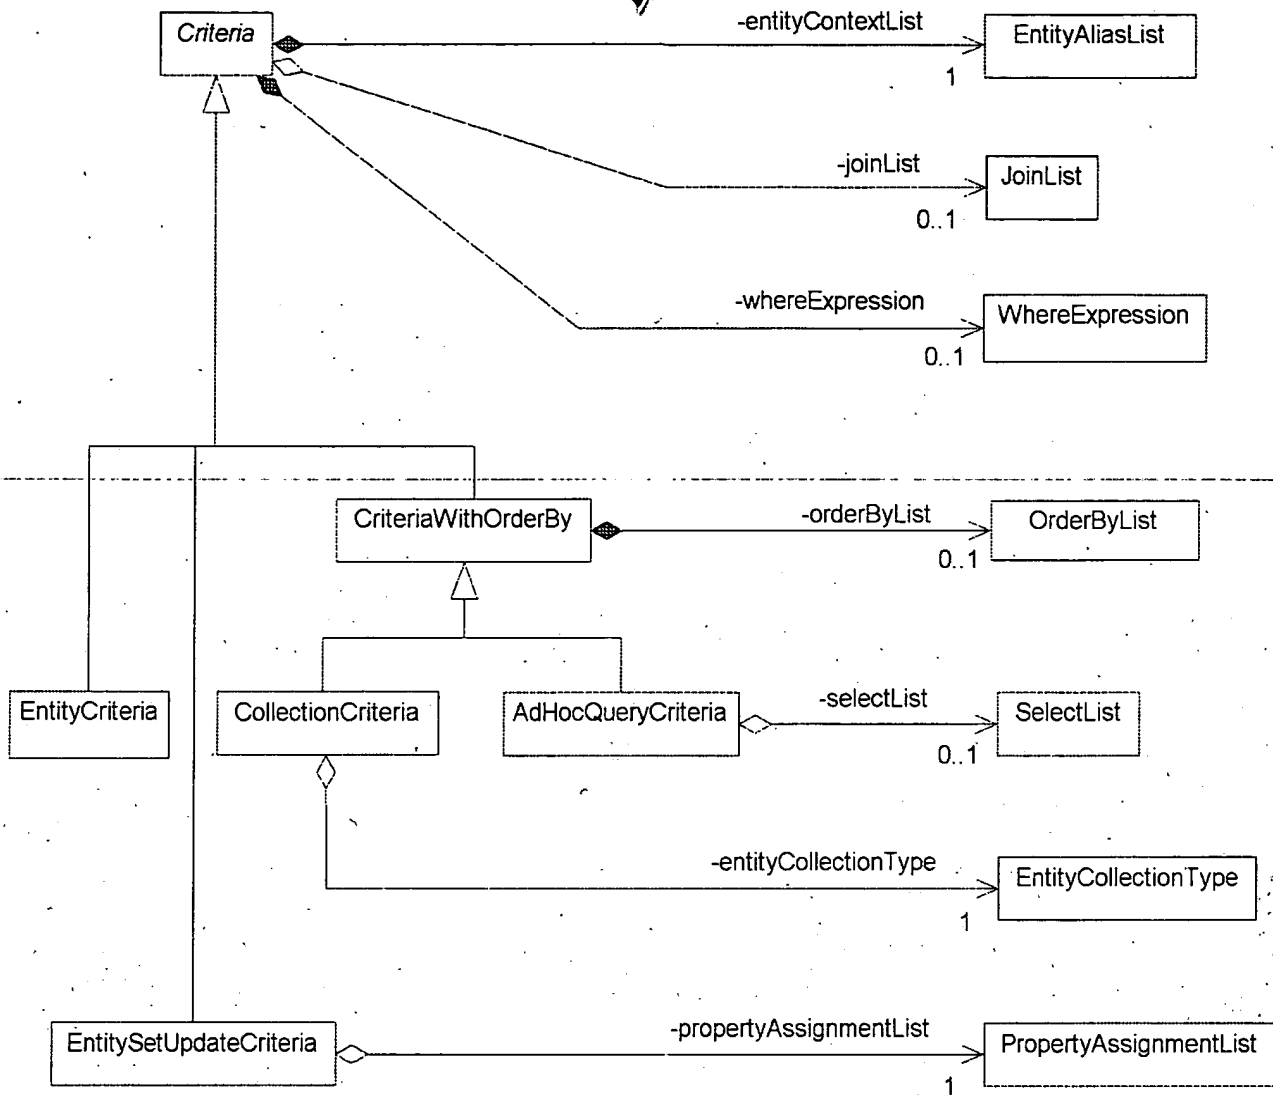 Criteria
-entityContextList
EntityAliasList
1
-joinList
JoinList
0..1
-whereExpression
WhereExpression
0..1
CriteriaWithOrderBy
-orderByList
OrderByList
0..1
EntityCriteria
CollectionCriteria
AdHocQueryCriteria
-selectList
SelectList
0..1
-entityCollectionType
EntityCollectionType
1
EntitySetUpdateCriteria
-propertyAssignmentList
PropertyAssignmentList
1